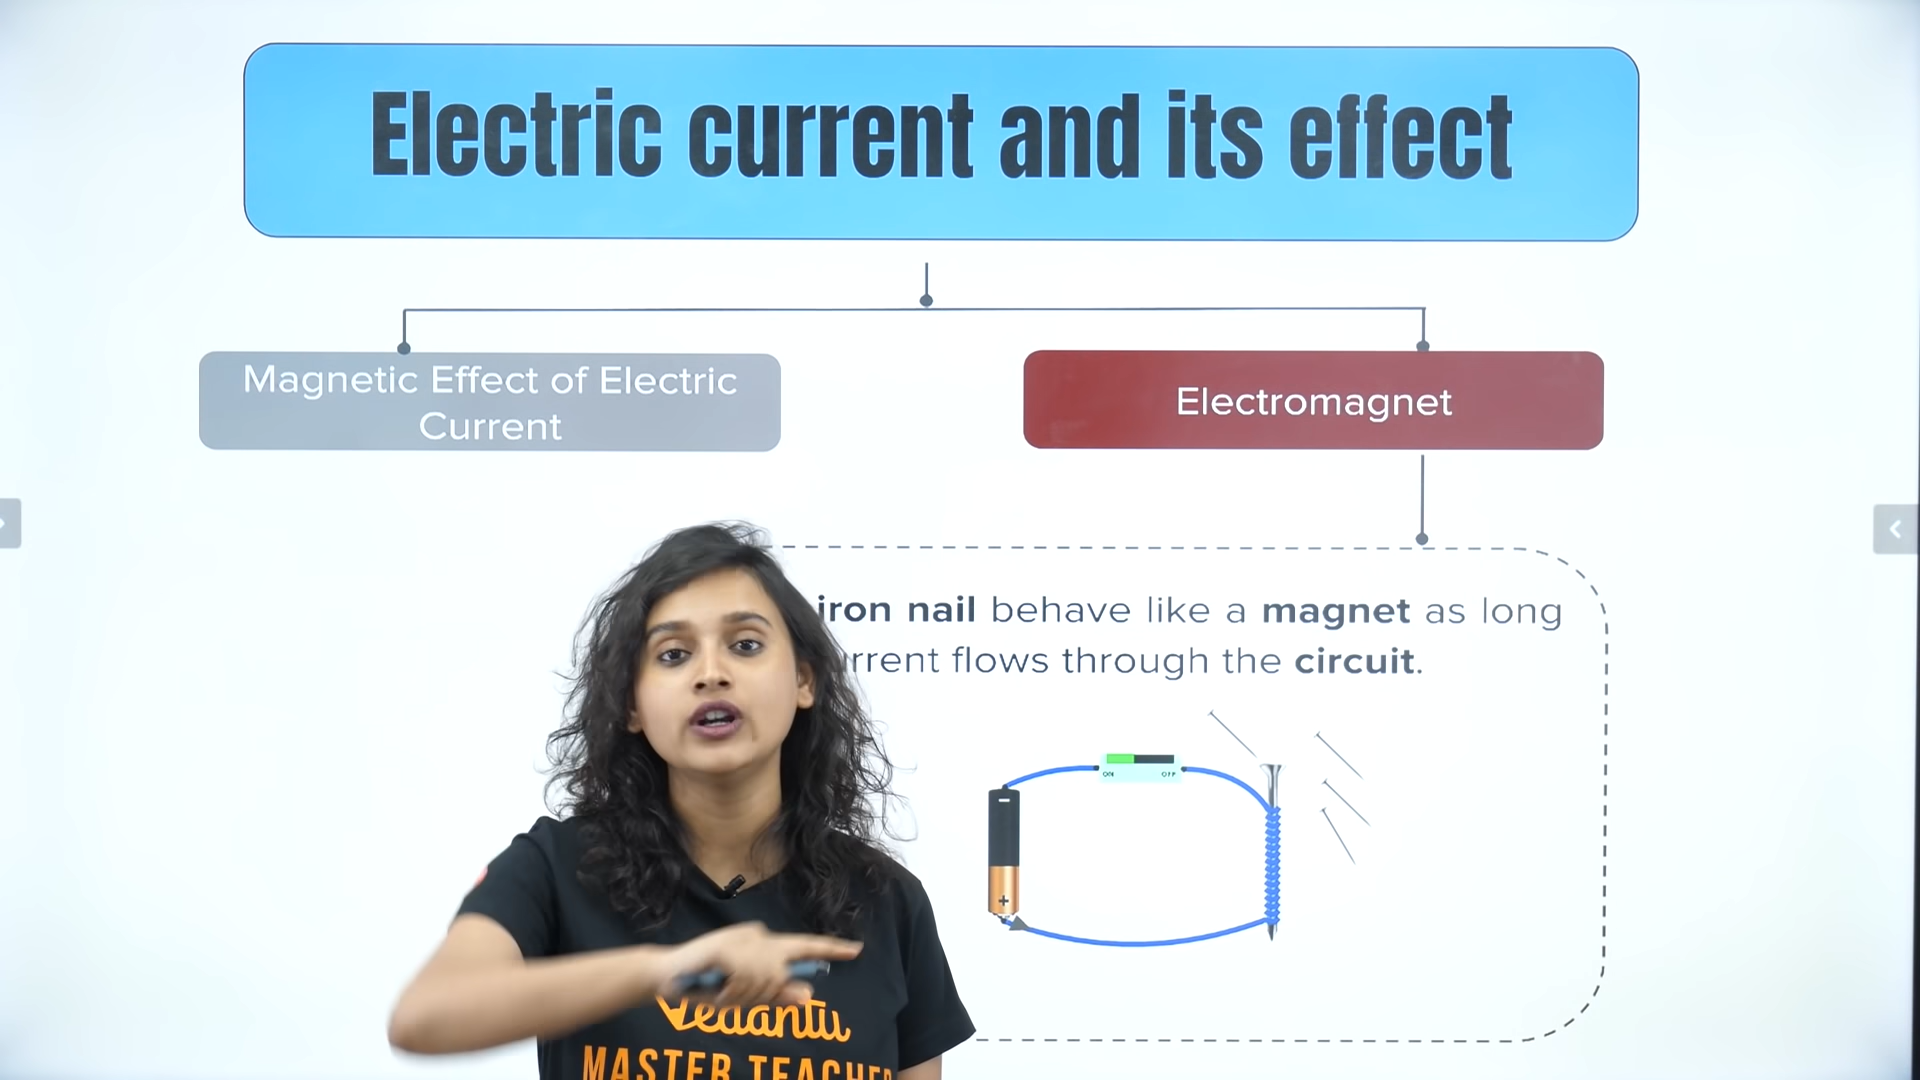 Electric current and its effect
Magnetic Effect of Electric
Current
Electromagnet
iron nail behave like a magnet as long
flows through the circuit.
ON OFF
Vedantu
MASTER TEACHER